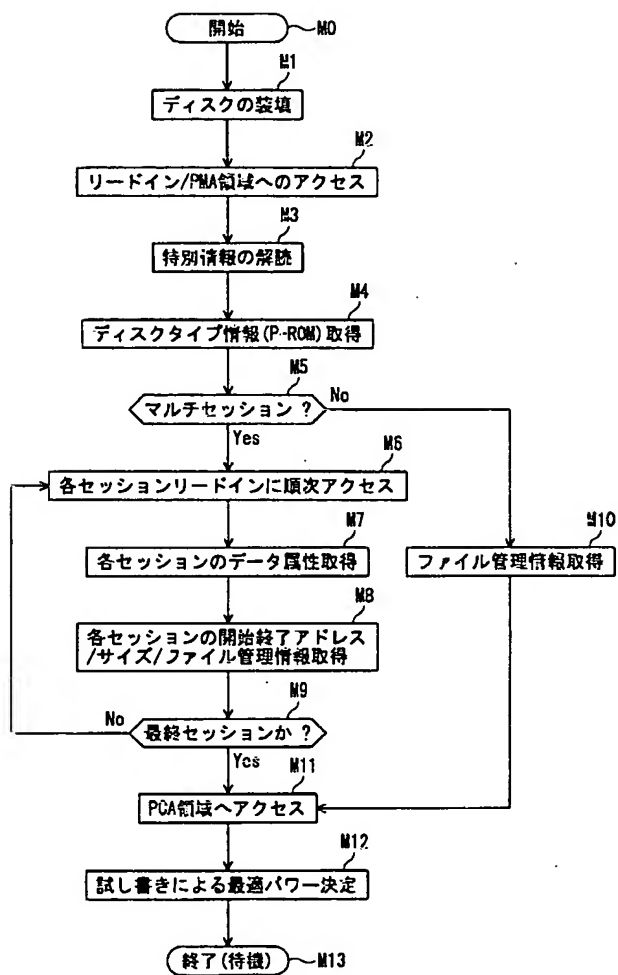 開始
M0
M1
ディスクの装填
M2
リードイン/PMA領域へのアクセス
M3
特別情報の解読
M4
ディスクタイプ情報(P-ROM)取得
M5
マルチセッション？
No
Yes
M6
各セッションリードインに順次アクセス
M7
各セッションのデータ属性取得
M10
ファイル管理情報取得
M8
各セッションの開始終了アドレス
/サイズ/ファイル管理情報取得
M9
No
最終セッションか？
Yes
M11
PCA領域へアクセス
M12
試し書きによる最適パワー決定
終了(待機)
M13